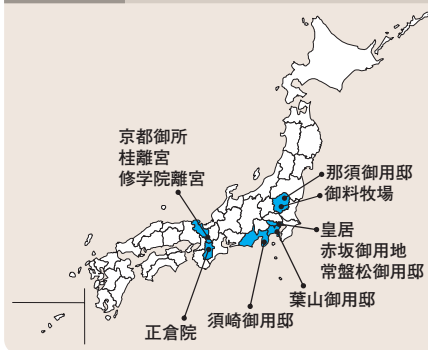 京都御所
桂離宮
修学院離宮
那須御用邸
御料牧場
皇居
赤坂御用地
常盤松御用邸
葉山御用邸
須崎御用邸
正倉院